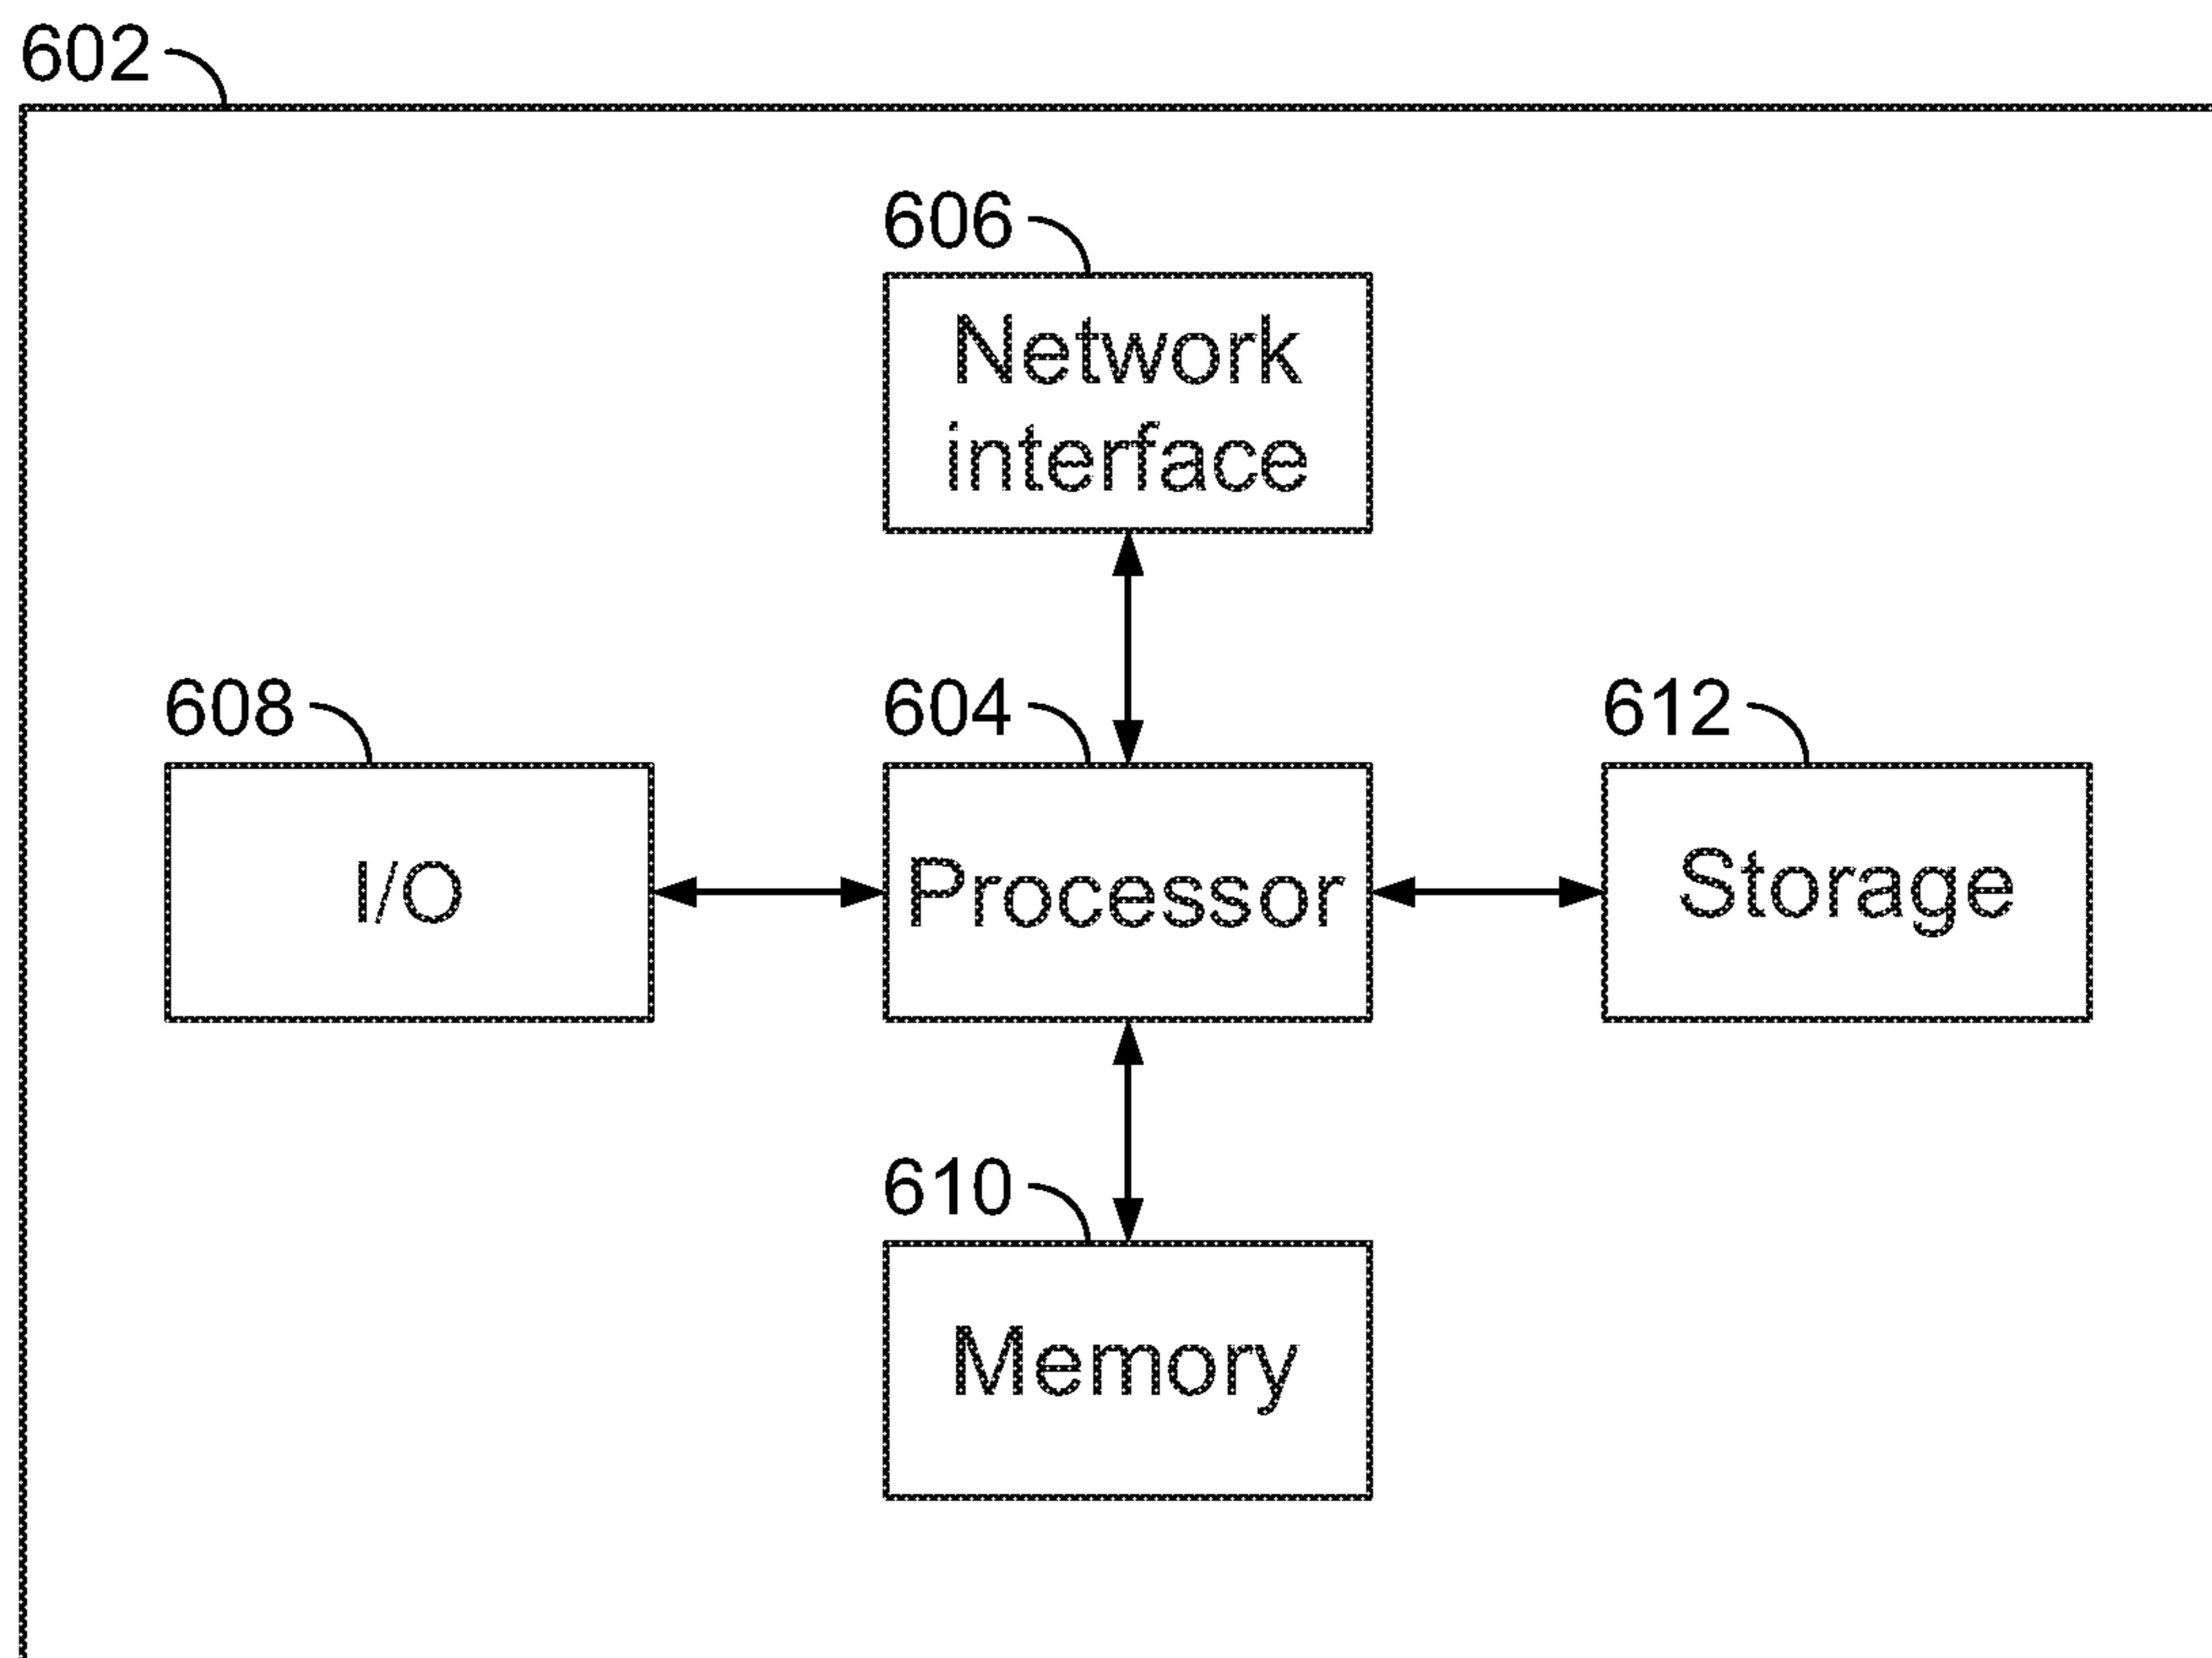 602
606
Network
interface
608
604
612
I/O
Processor
Storage
610
Memory